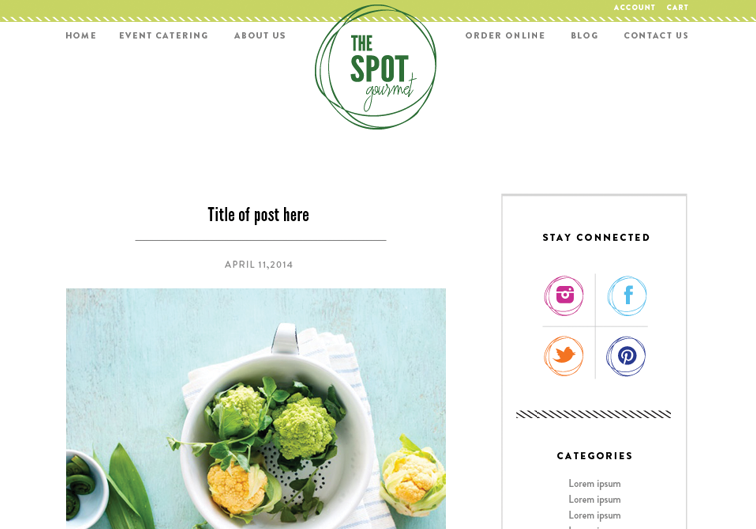 ACCOUNT CART
HOME EVENT CATERING ABOUT US ORDER ONLINE BLOG CONTACT US
THE
SPOT
gourmet
Title of post here
APRIL 11,2014
STAY CONNECTED
CATEGORIES
Lorem ipsum
Lorem ipsum
Lorem ipsum